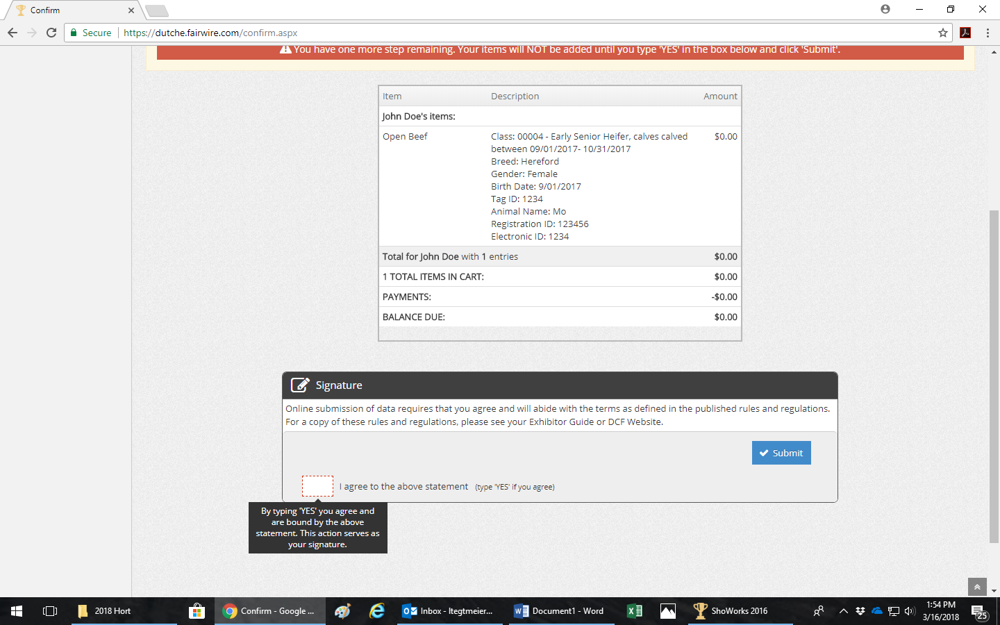 Confirm
Secure https://dutche.fairwire.com/confirm.aspx
You have one more step remaining. Your items will NOT be added until you type 'YES' in the box below and click 'Submit'.
Item Description Amount
John Doe's items:
Open Beef Class: 00004 - Early Senior Heifer, calves calved $0.00
between 09/01/2017- 10/31/2017
Breed: Hereford
Gender: Female
Birth Date: 9/01/2017
Tag ID: 1234
Animal Name: Mo
Registration ID: 123456
Electronic ID: 1234
Total for John Doe with 1 entries $0.00
1 TOTAL ITEMS IN CART: $0.00
PAYMENTS: -$0.00
BALANCE DUE: $0.00
Signature
Online submission of data requires that you agree and will abide with the terms as defined in the published rules and regulations.
For a copy of these rules and regulations, please see your Exhibitor Guide or DCF Website.
Submit
I agree to the above statement (type 'YES' if you agree)
By typing 'YES' you agree and
are bound by the above
statement. This action serves as
your signature.
2018 Hort Confirm - Google ... Inbox - ltegtmeier... Document1 - Word ShoWorks 2016
1:54 PM
3/16/2018
25